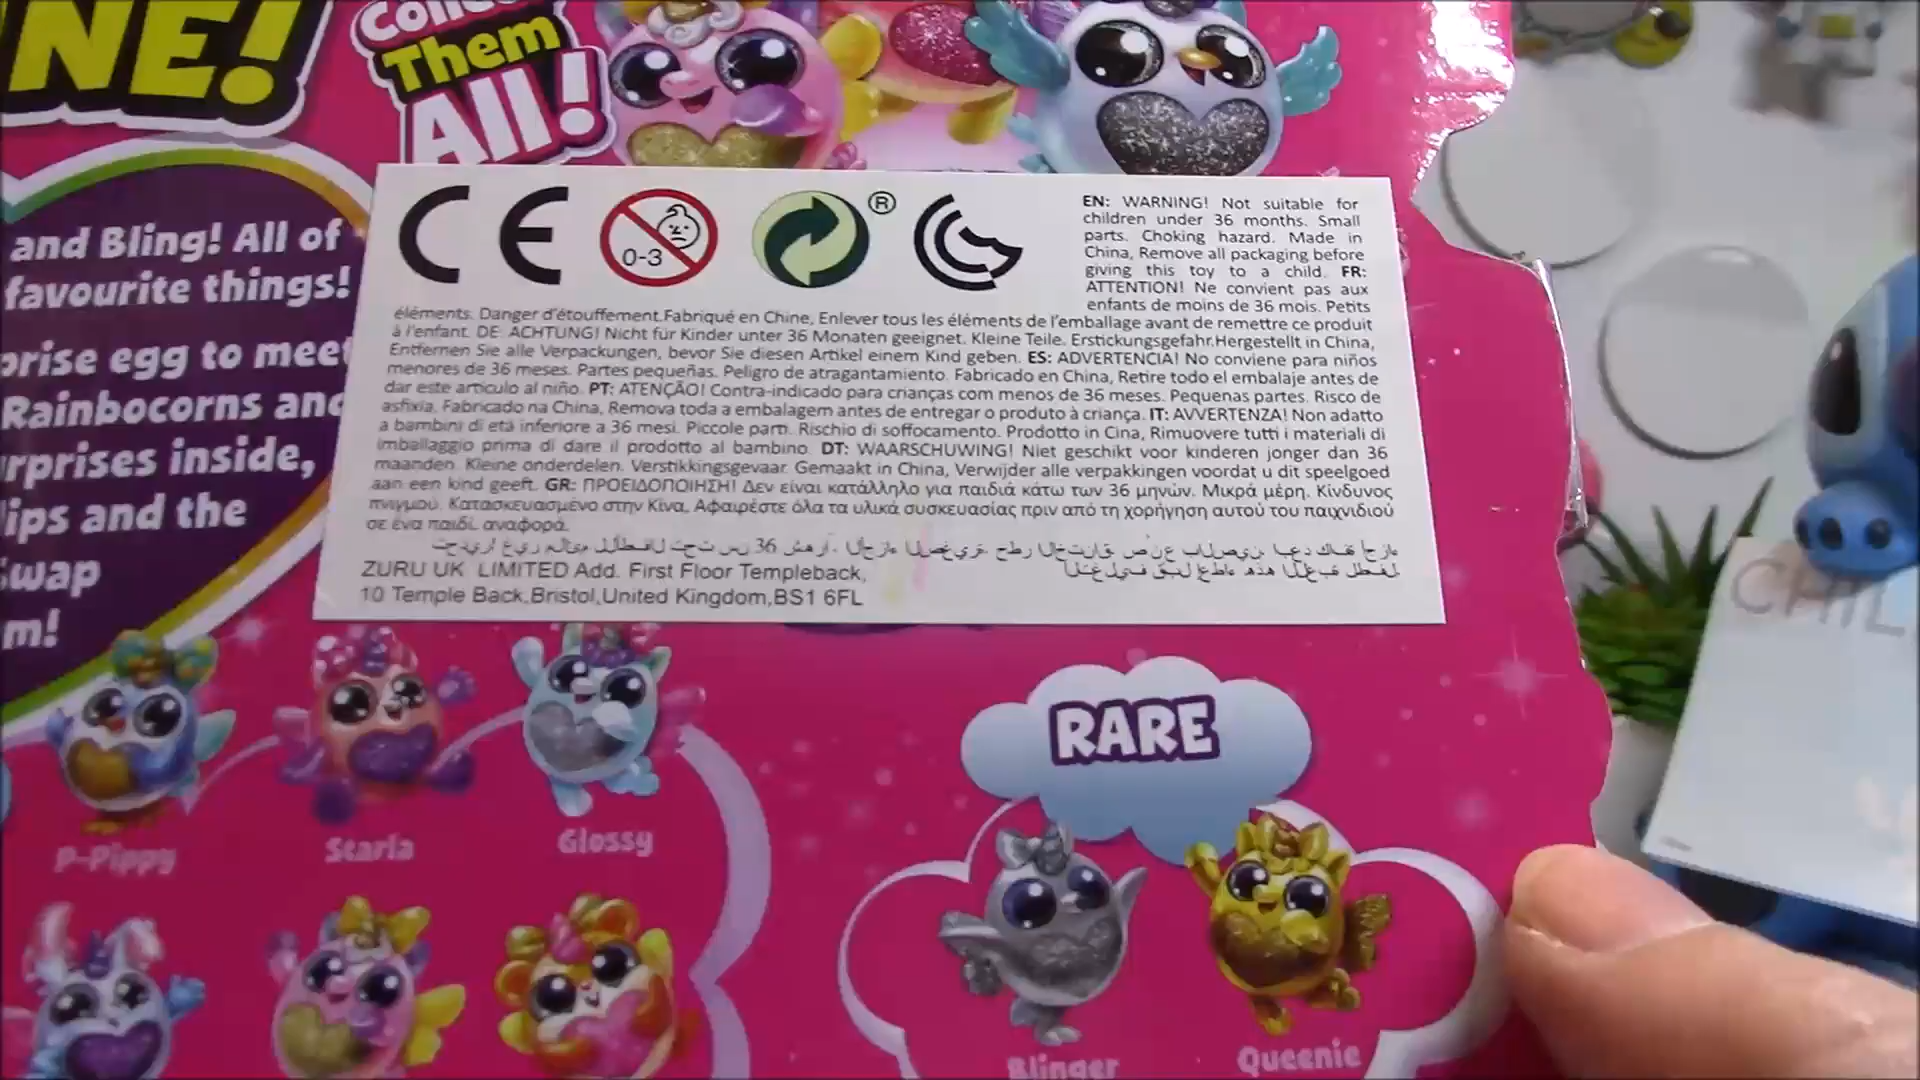 NE!
Them
All!
and Bling! All of
favourite things!
prise egg to meet
Rainbocorns and
rprises inside,
lips and the
swap
m!
CE
0-3
®
EN: WARNING! Not suitable for
children under 36 months. Small
parts. Choking hazard. Made in
China, Remove all packaging before
giving this toy to a child. FR:
ATTENTION! Ne convient pas aux
enfants de moins de 36 mois. Petits
éléments. Danger d'étouffement.Fabriqué en Chine, Enlever tous les éléments de l'emballage avant de remettre ce produit
à l'enfant. DE: ACHTUNG! Nicht für Kinder unter 36 Monaten geeignet. Kleine Teile. Erstickungsgefahr.Hergestellt in China,
Entfernen Sie alle Verpackungen, bevor Sie diesen Artikel einem Kind geben. ES: ADVERTENCIA! No conviene para niños
menores de 36 meses. Partes pequeñas. Peligro de atragantamiento. Fabricado en China, Retire todo el embalaje antes de
dar este articulo al niño. PT: ATENÇÃO! Contra-indicado para crianças com menos de 36 meses. Pequenas partes. Risco de
asfixia. Fabricado na China, Remova toda a embalagem antes de entregar o produto à criança. IT: AVVERTENZA! Non adatto
a bambini di età inferiore a 36 mesi. Piccole parti. Rischio di soffocamento. Prodotto in Cina, Rimuovere tutti i materiali di
imballaggio prima di dare il prodotto al bambino. DT: WAARSCHUWING! Niet geschikt voor kinderen jonger dan 36
maanden. Kleine onderdelen. Verstikkingsgevaar. Gemaakt in China, Verwijder alle verpakkingen voordat u dit speelgoed
aan een kind geeft. GR: ΠΡΟΕΙΔΟΠΟΙΗΣΗ! Δεν είναι κατάλληλο για παιδιά κάτω των 36 μηνών. Μικρά μέρη. Κίνδυνος
πνιγμού. Κατασκευασμένο στην Κίνα, Αφαιρέστε όλα τα υλικά συσκευασίας πριν από τη χορήγηση αυτού του παιχνιδιού
σε ένα παιδί. αναφορά.
ZURU UK LIMITED Add. First Floor Templeback,
10 Temple Back,Bristol,United Kingdom,BS1 6FL
RARE
P-Pippy
Starla
Glossy
Blinger
Queenie
CHIL